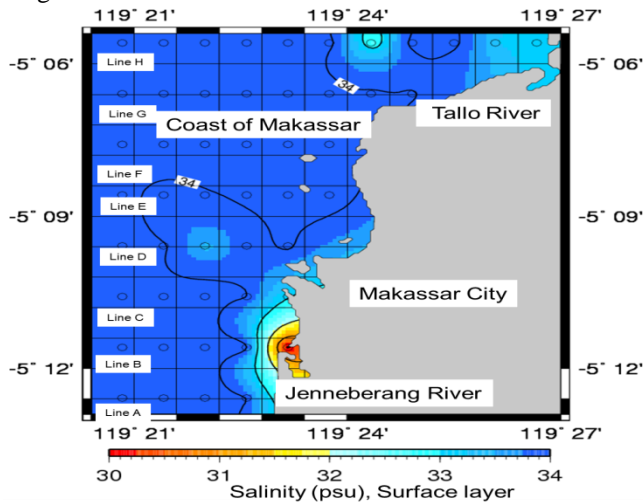 119° 21' 119° 24' 119° 27'
-5° 06' Line H -5° 06'
34
Line G Coast of Makassar Tallo River
Line F
34
-5° 09' Line E -5° 09'
Line D
Makassar City
Line C
-5° 12' Line B -5° 12'
Jenneberang River
Line A
119° 21' 119° 24' 119° 27'
30 31 32 33 34
Salinity (psu), Surface layer